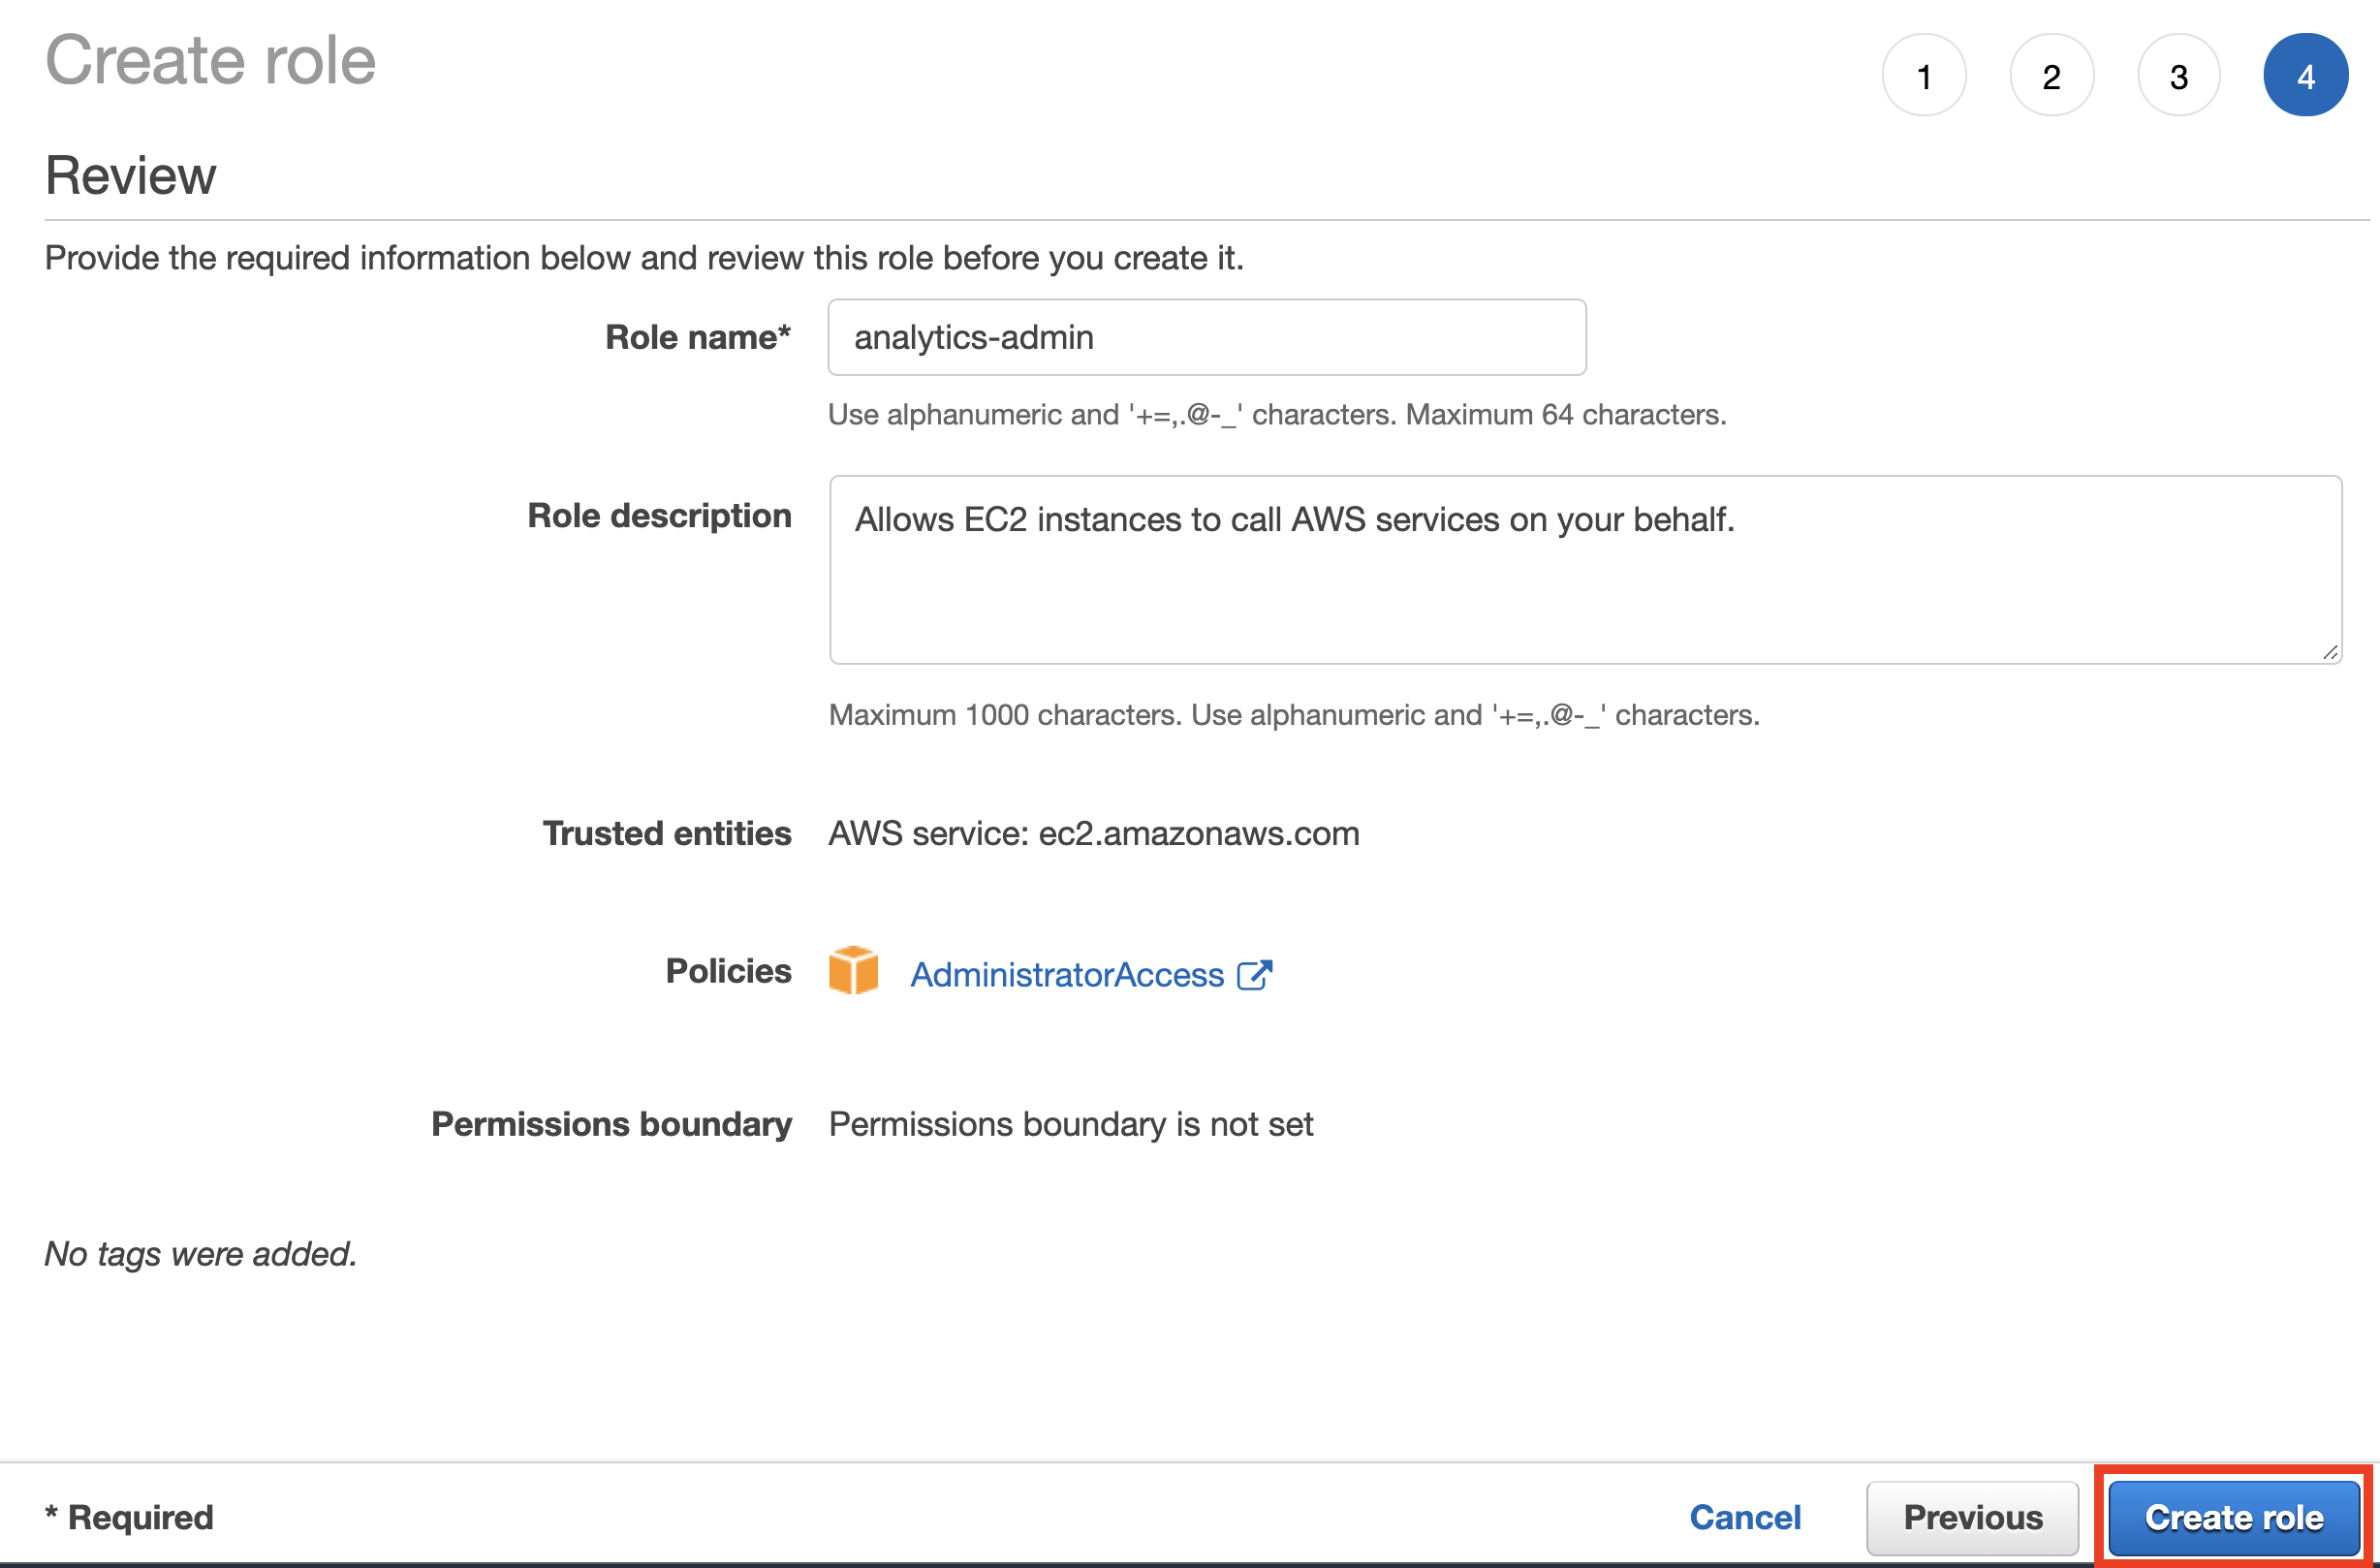 Create role
1 2 3 4
Review
Provide the required information below and review this role before you create it.
Role name* analytics-admin
Use alphanumeric and '+=,.@-_' characters. Maximum 64 characters.
Role description Allows EC2 instances to call AWS services on your behalf.
Maximum 1000 characters. Use alphanumeric and '+=,.@-_' characters.
Trusted entities AWS service: ec2.amazonaws.com
Policies AdministratorAccess
Permissions boundary Permissions boundary is not set
No tags were added.
* Required Cancel Previous Create role